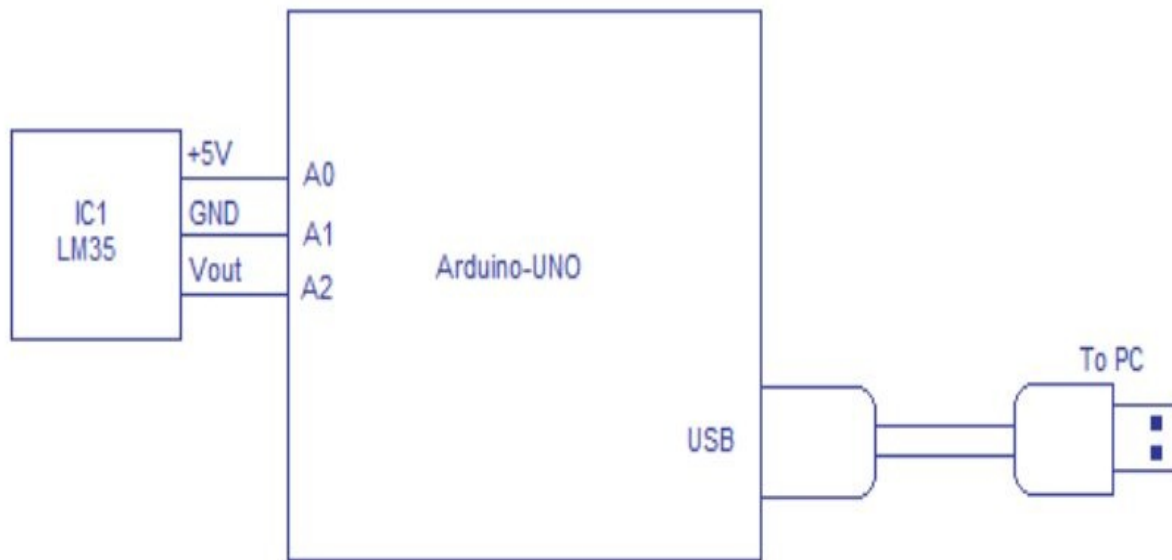 +5V
A0
IC1
LM35
GND
A1
Vout
A2
Arduino-UNO
To PC
USB